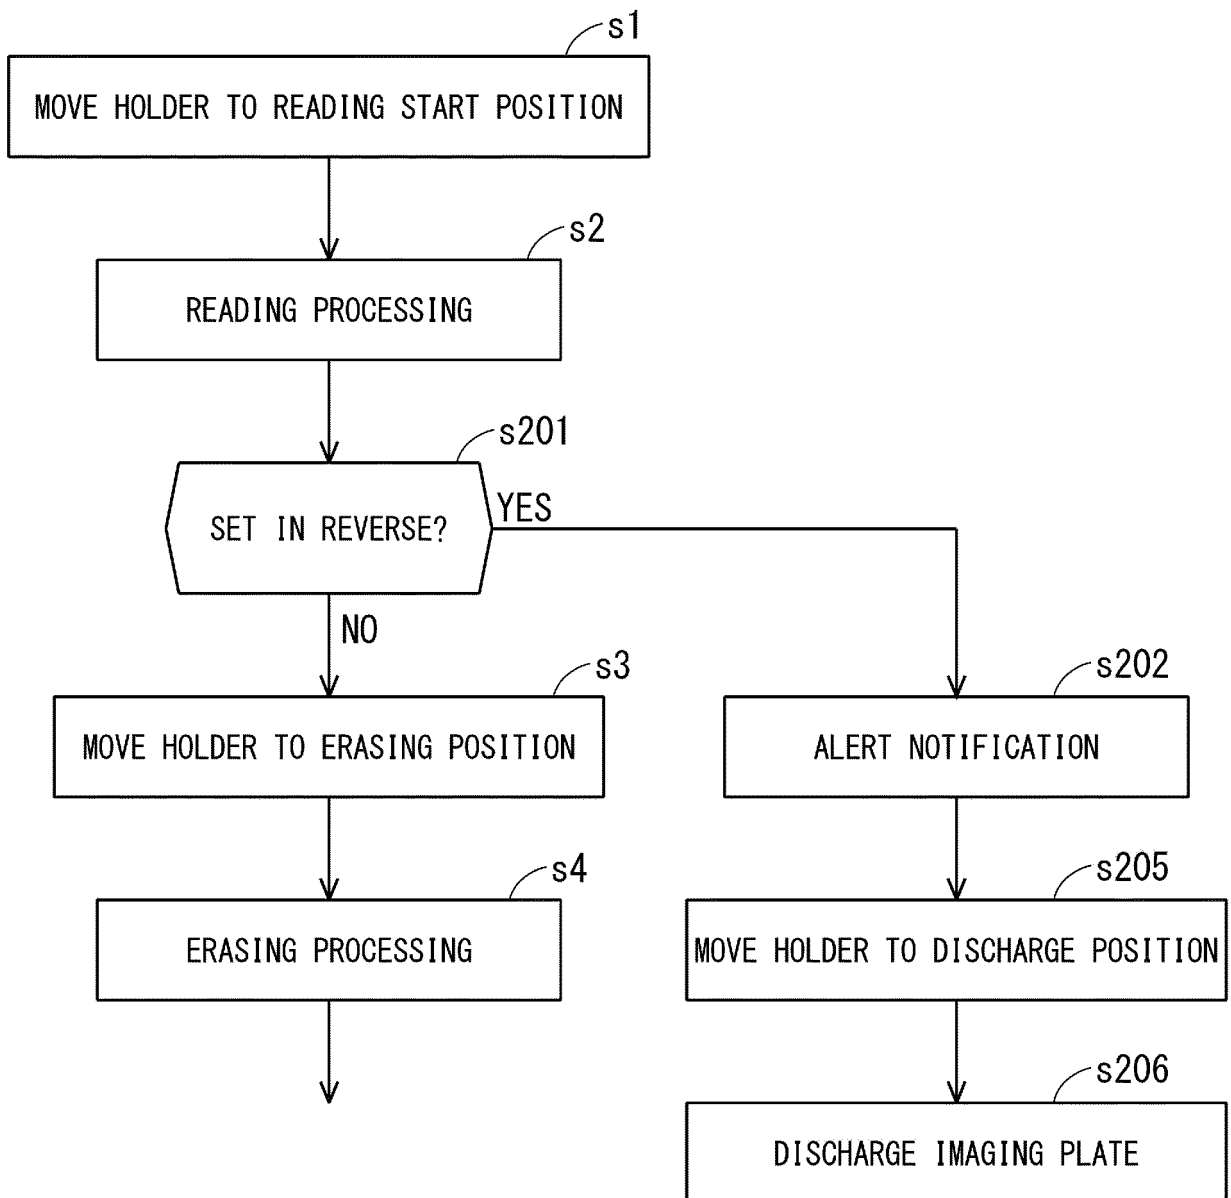 s1
MOVE HOLDER TO READING START POSITION
s2
READING PROCESSING
s201
SET IN REVERSE?
YES
NO
s3
MOVE HOLDER TO ERASING POSITION
s202
ALERT NOTIFICATION
s4
ERASING PROCESSING
s205
MOVE HOLDER TO DISCHARGE POSITION
s206
DISCHARGE IMAGING PLATE